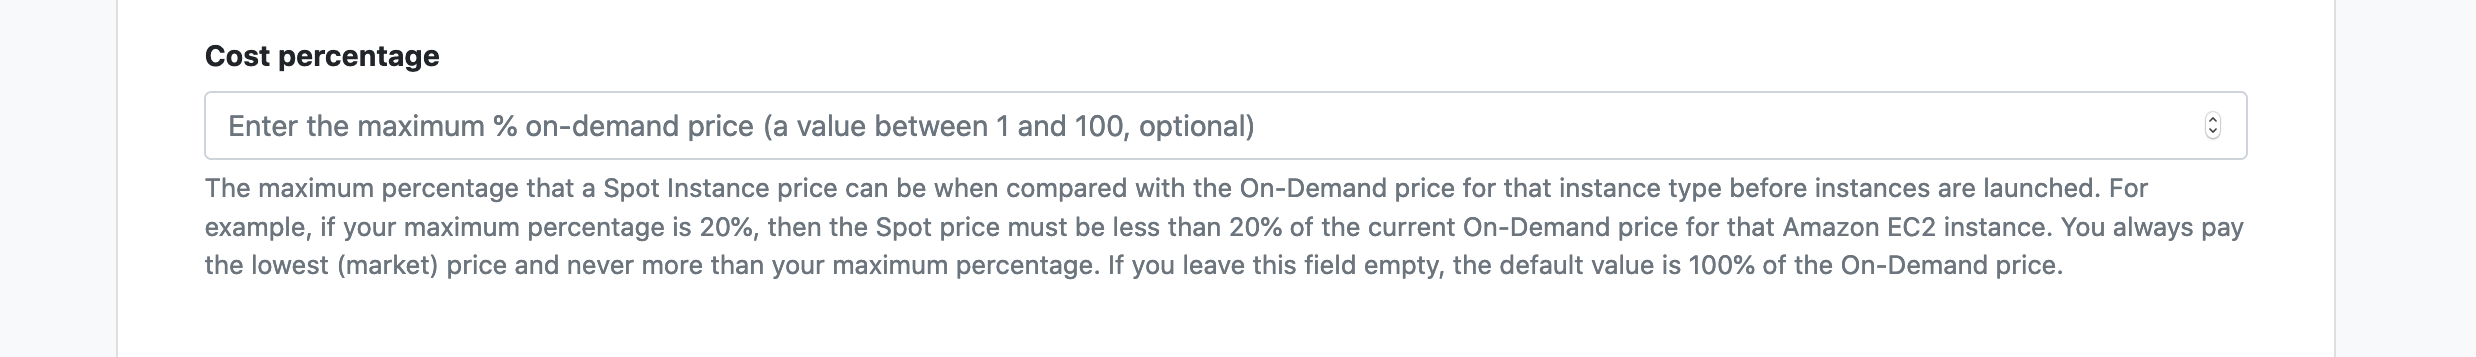 Cost percentage
Enter the maximum % on-demand price (a value between 1 and 100, optional)
The maximum percentage that a Spot Instance price can be when compared with the On-Demand price for that instance type before instances are launched. For
example, if your maximum percentage is 20%, then the Spot price must be less than 20% of the current On-Demand price for that Amazon EC2 instance. You always pay
the lowest (market) price and never more than your maximum percentage. If you leave this field empty, the default value is 100% of the On-Demand price.